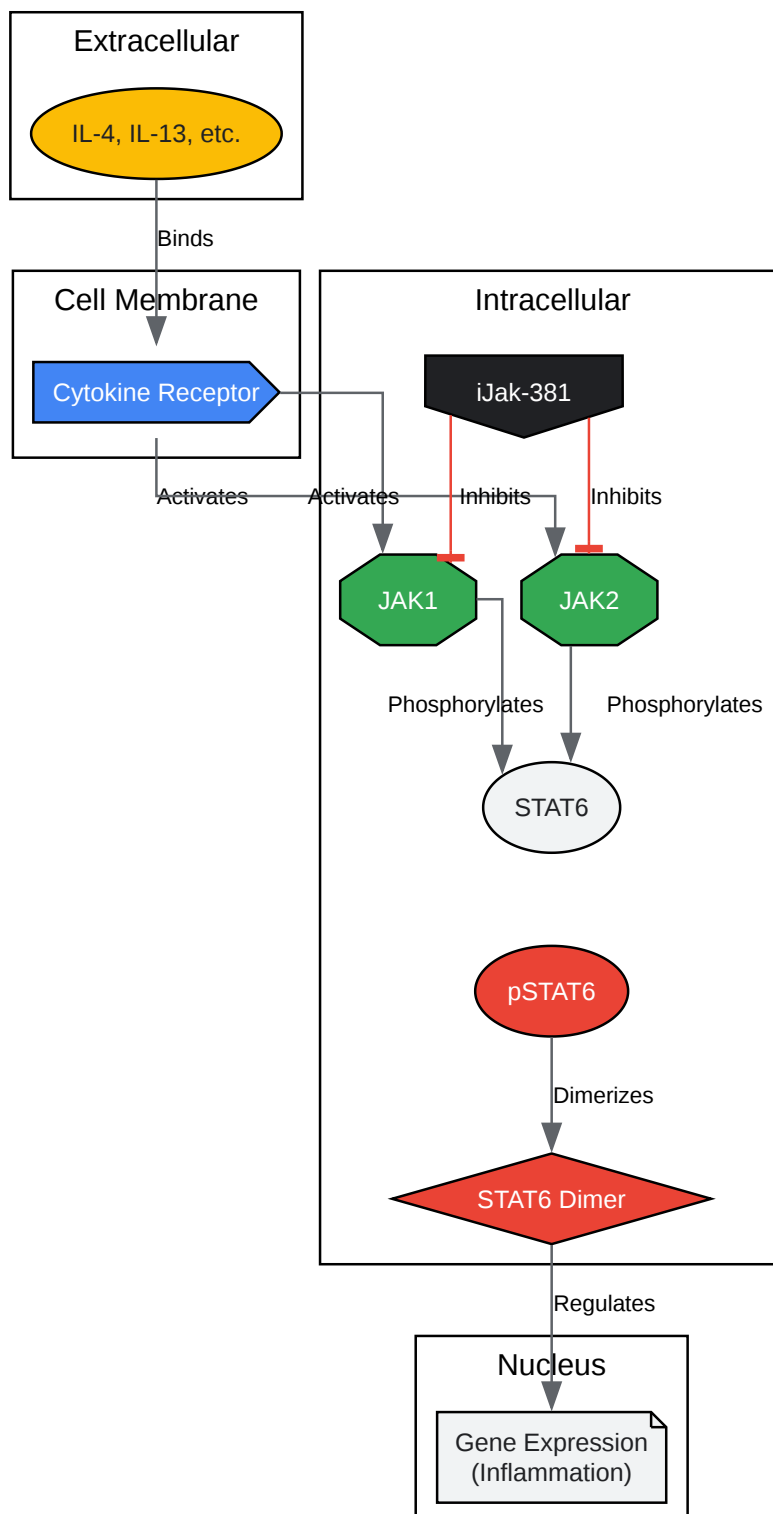 Extracellular
IL-4, IL-13, etc.
Binds
Cell Membrane
Intracellular
Cytokine Receptor
iJak-381
Activates
Activates
Inhibits
Inhibits
JAK1
JAK2
Phosphorylates
Phosphorylates
STAT6
pSTAT6
Dimerizes
STAT6 Dimer
Regulates
Nucleus
Gene Expression
(Inflammation)